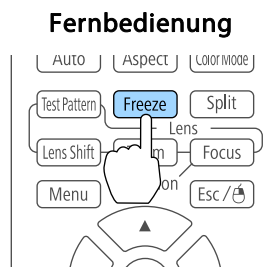 Fernbedienung
Auto Aspect Color Mode
Test Pattern Freeze Split
Lens
Lens Shift Focus
Menu Esc/